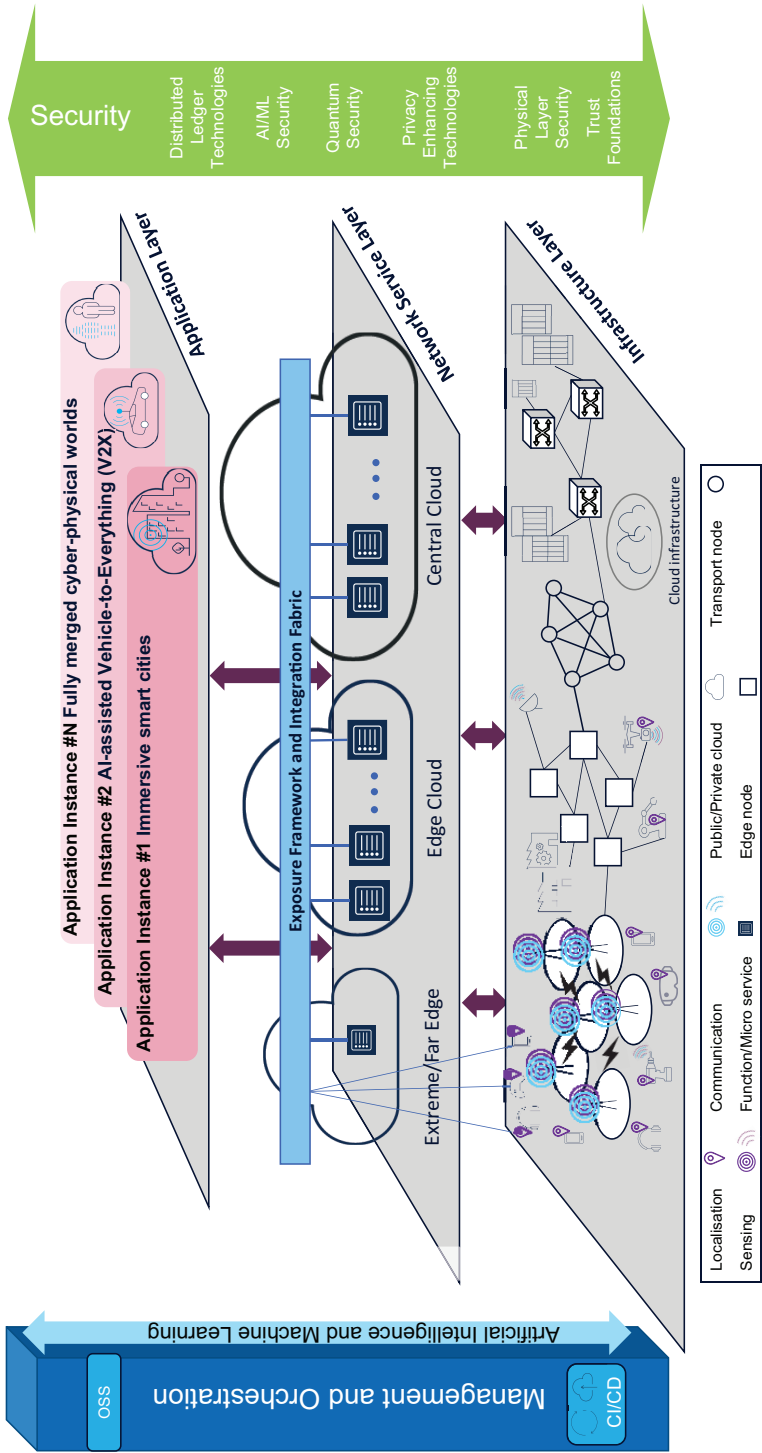 Security
Distributed
Ledger
Technologies
AI/ML
Security
Quantum
Security
Privacy
Enhancing
Technologies
Physical
Layer
Security
Trust
Foundations
Application Instance #N Fully merged cyber-physical worlds
Application Instance #2 AI-assisted Vehicle-to-Everything (V2X)
Application Instance #1 Immersive smart cities
Application Layer
Exposure Framework and Integration Fabric
Extreme/Far Edge
Edge Cloud
Central Cloud
Network Service Layer
Infrastructure Layer
Cloud infrastructure
Artificial Intelligence and Machine Learning
Management and Orchestration
OSS
CI/CD
Localisation
Communication
Public/Private cloud
Transport node
Sensing
Function/Micro service
Edge node